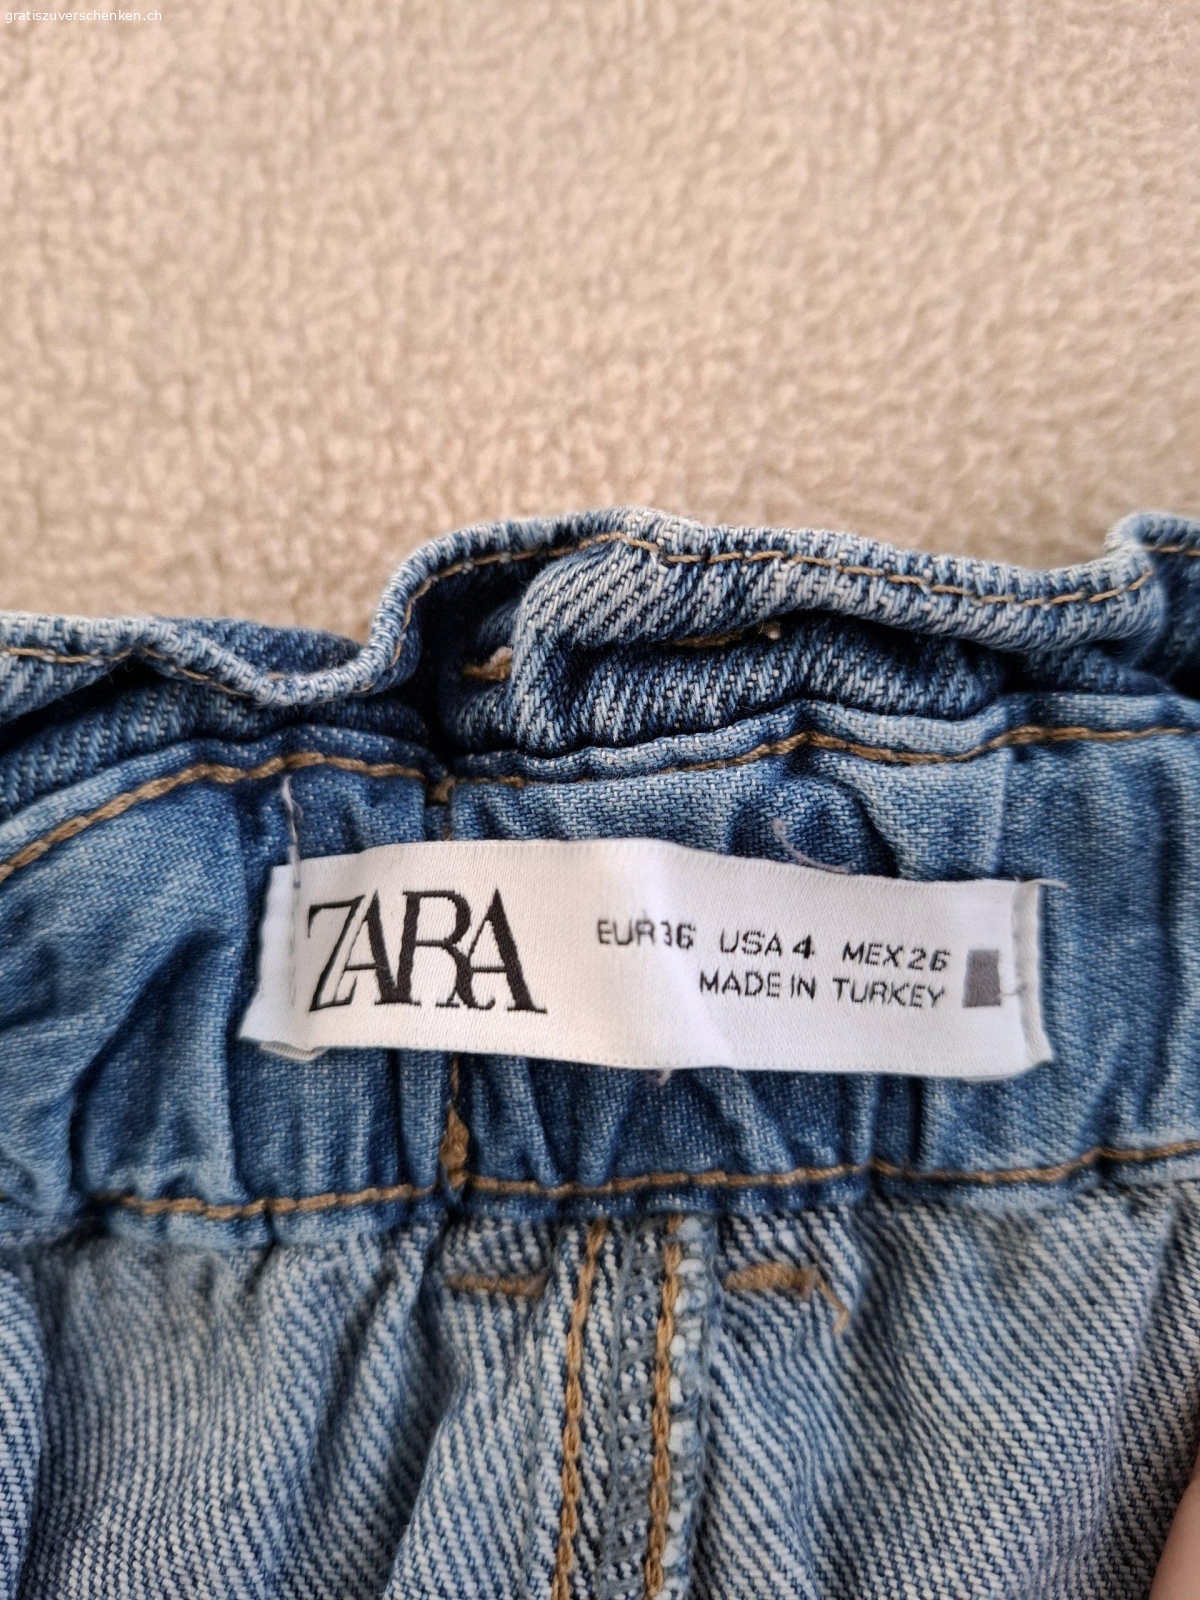 gratiszuverschenken.ch
ZARA
EUR 36 USA 4 MEX 26
MADE IN TURKEY